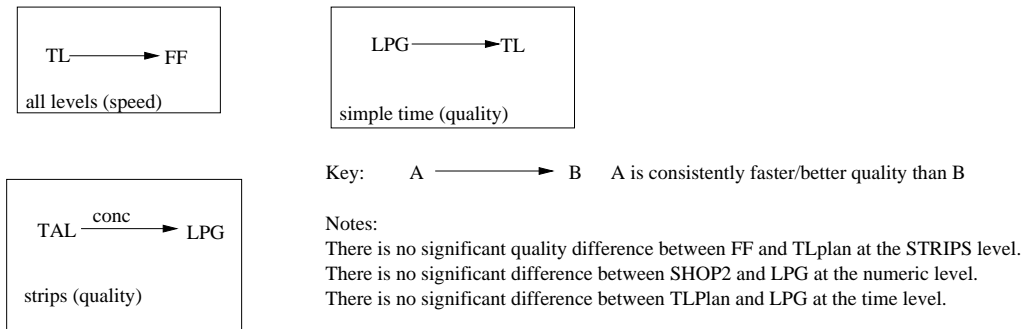 TL FF
all levels (speed)
LPG TL
simple time (quality)
TAL conc LPG
strips (quality)
Key: A B A is consistently faster/better quality than B
Notes:
There is no significant quality difference between FF and TLplan at the STRIPS level.
There is no significant difference between SHOP2 and LPG at the numeric level.
There is no significant difference between TLPlan and LPG at the time level.